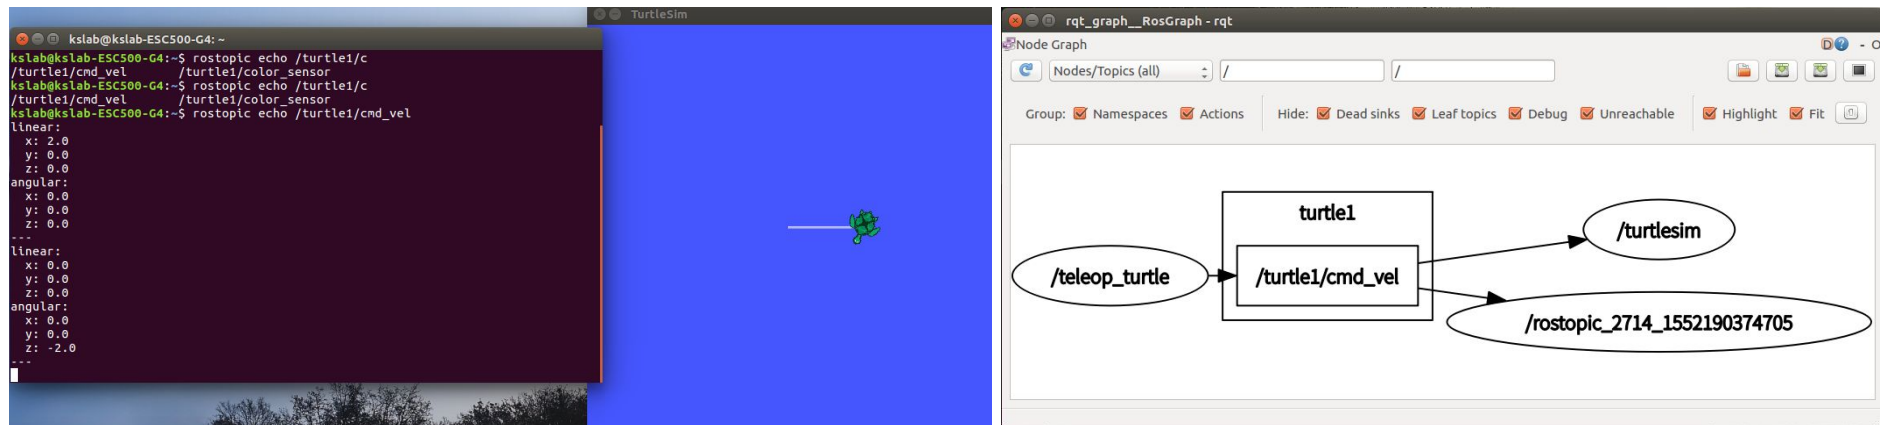 TurtleSim
kslab@kslab-ESC500-G4: ~
kslab@kslab-ESC500-G4:~$ rostopic echo /turtle1/c
/turtle1/cmd_vel /turtle1/color_sensor
kslab@kslab-ESC500-G4:~$ rostopic echo /turtle1/c
/turtle1/cmd_vel /turtle1/color_sensor
kslab@kslab-ESC500-G4:~$ rostopic echo /turtle1/cmd_vel
linear:
  x: 2.0
  y: 0.0
  z: 0.0
angular:
  x: 0.0
  y: 0.0
  z: 0.0
---
linear:
  x: 0.0
  y: 0.0
  z: 0.0
angular:
  x: 0.0
  y: 0.0
  z: -2.0
---
rqt_graph__RosGraph - rqt
Node Graph D ? - O
Nodes/Topics (all) / /
Group: Namespaces Actions Hide: Dead sinks Leaf topics Debug Unreachable Highlight Fit
turtle1
/turtlesim
/teleop_turtle /turtle1/cmd_vel
/rostopic_2714_1552190374705